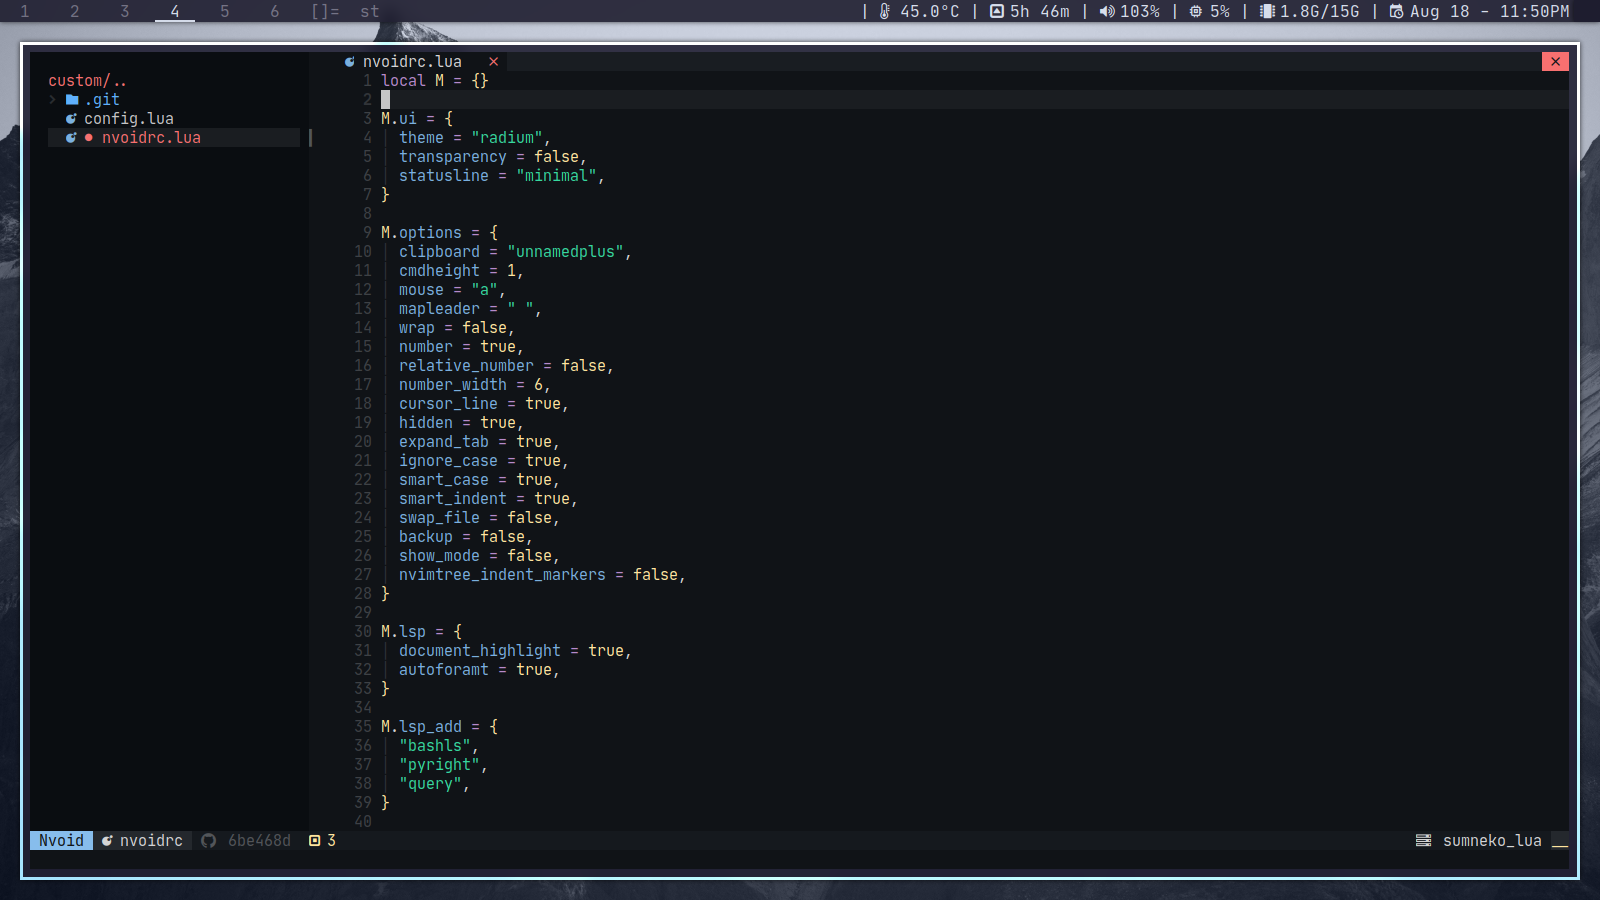 1 2 3 4 5 6 []= st | 45.0°C | 5h 46m | 103% | 5% | 1.8G/15G | Aug 18 - 11:50PM
nvoidrc.lua ×
custom/..
> .git
config.lua
nvoidrc.lua
1 local M = {}
2
3 M.ui = {
4 theme = "radium",
5 transparency = false,
6 statusline = "minimal",
7 }
8
9 M.options = {
10 clipboard = "unnamedplus",
11 cmdheight = 1,
12 mouse = "a",
13 mapleader = " ",
14 wrap = false,
15 number = true,
16 relative_number = false,
17 number_width = 6,
18 cursor_line = true,
19 hidden = true,
20 expand_tab = true,
21 ignore_case = true,
22 smart_case = true,
23 smart_indent = true,
24 swap_file = false,
25 backup = false,
26 show_mode = false,
27 nvimtree_indent_markers = false,
28 }
29
30 M.lsp = {
31 document_highlight = true,
32 autoforamt = true,
33 }
34
35 M.lsp_add = {
36 "bashls",
37 "pyright",
38 "query",
39 }
40
Nvoid nvoidrc 6be468d 3 sumneko_lua __